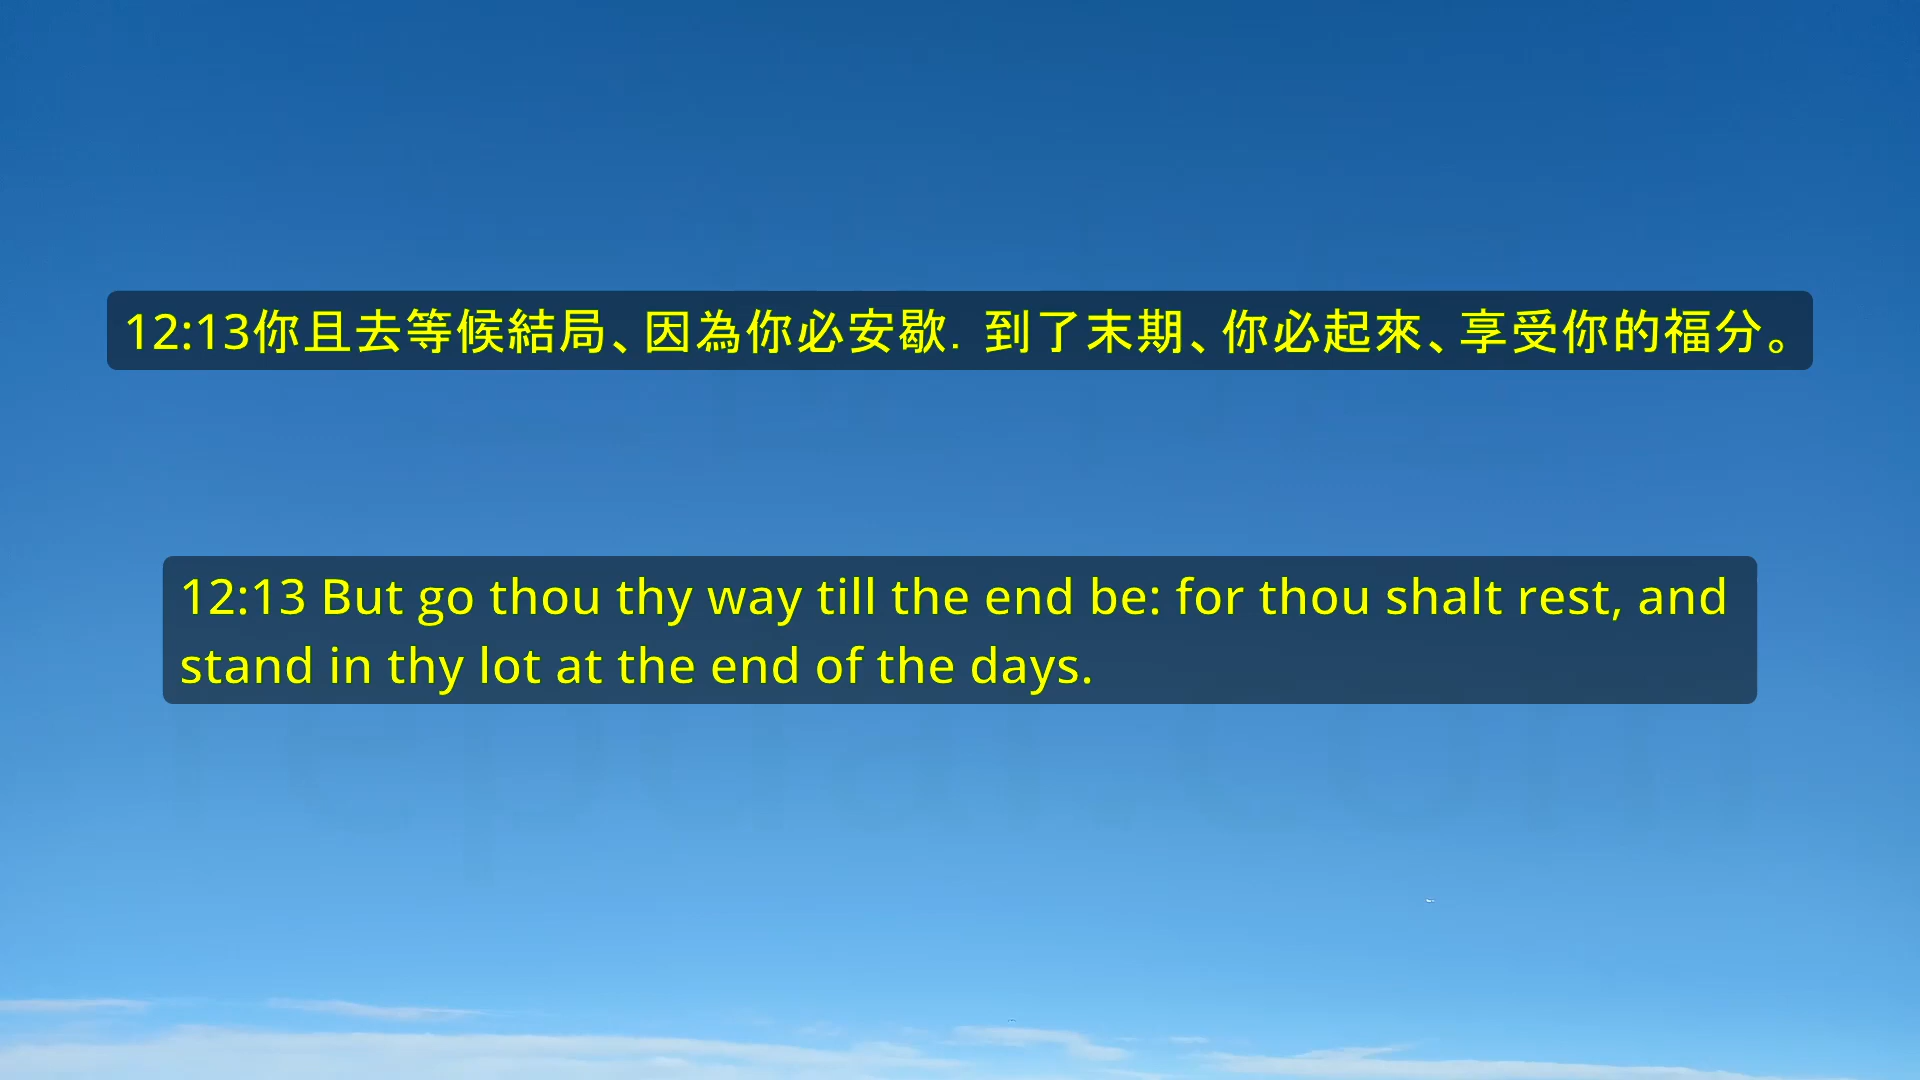 12:13你且去等候結局、因為你必安歇．到了末期、你必起來、享受你的福分。
12:13 But go thou thy way till the end be: for thou shalt rest, and
stand in thy lot at the end of the days.